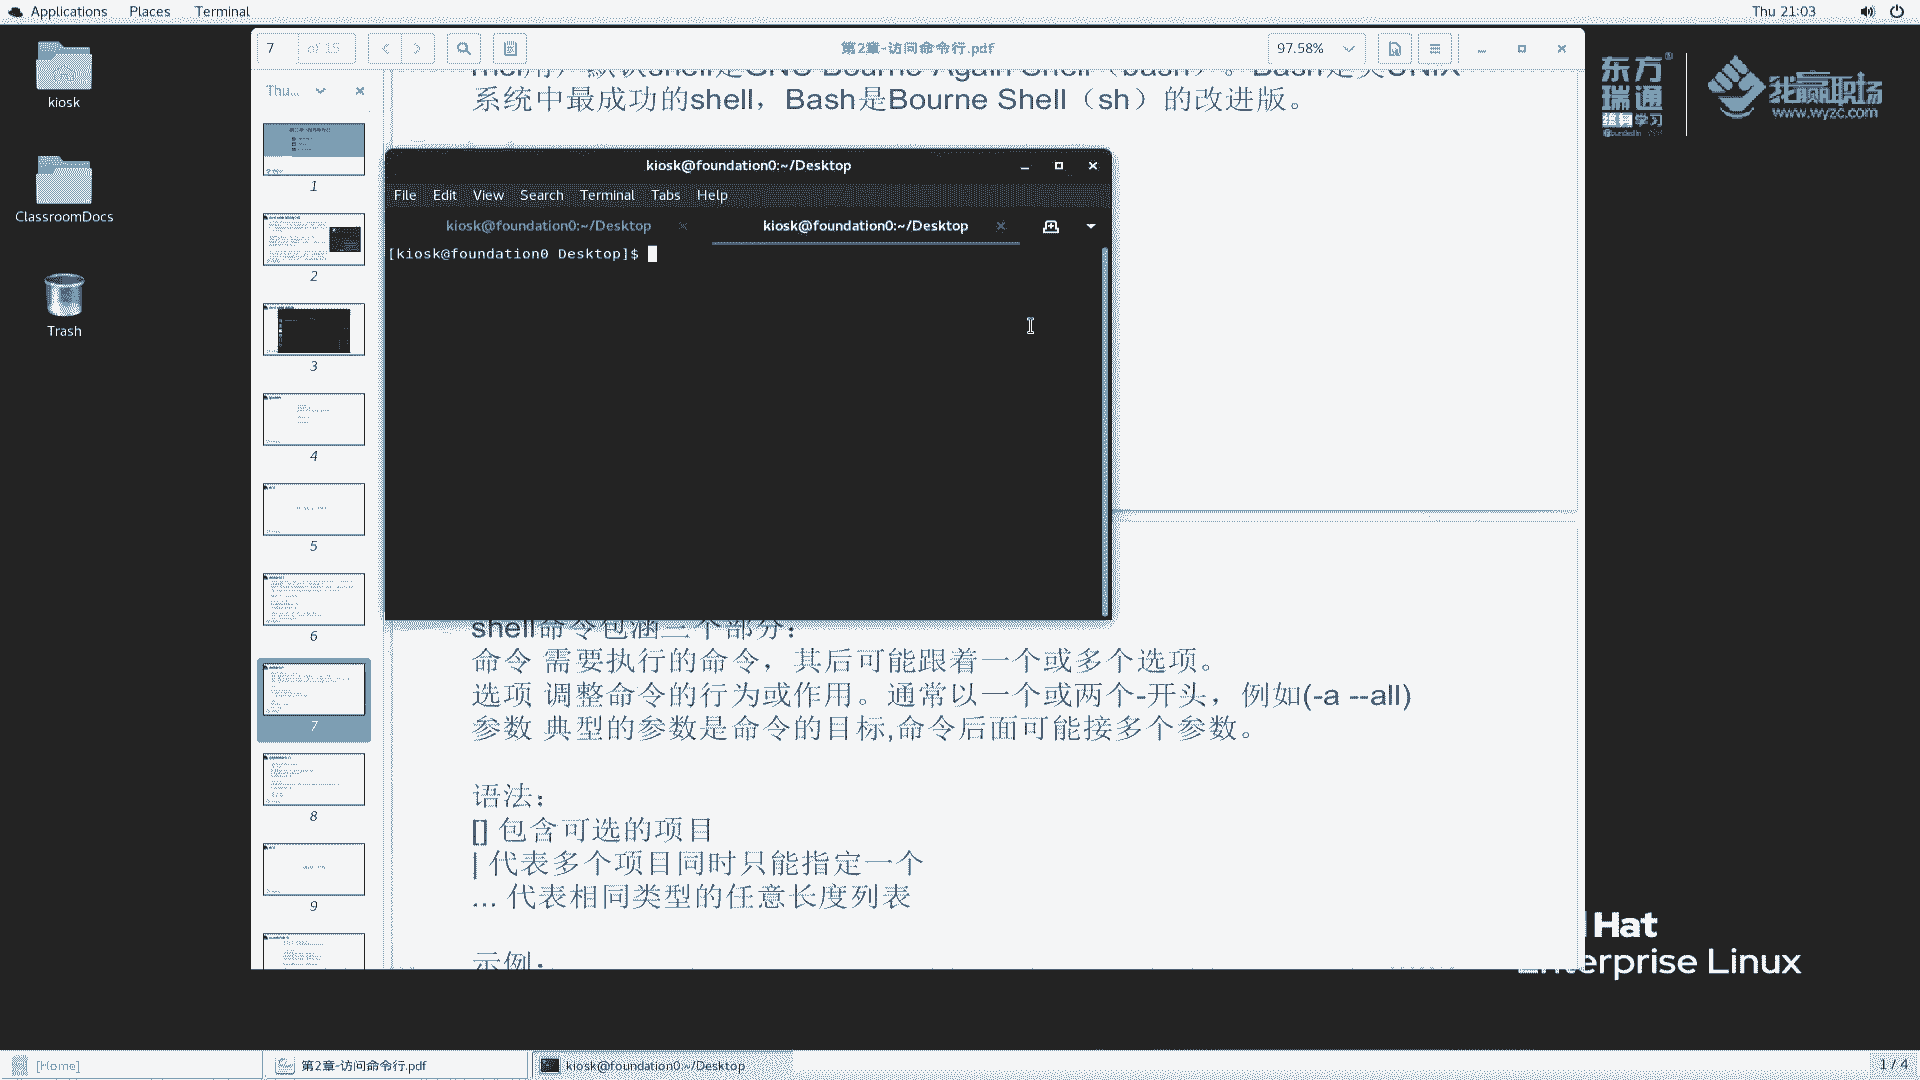 Applications Places Terminal
Thu 21:03
kiosk
ClassroomDocs
Trash
7 of 15
第2章-访问命令行.pdf
97.58%
Thu...
1
2
3
4
5
6
7
8
9
系统中最成功的shell，Bash是Bourne Shell（sh）的改进版。
kiosk@foundation0:~/Desktop
File Edit View Search Terminal Tabs Help
kiosk@foundation0:~/Desktop
kiosk@foundation0:~/Desktop
[kiosk@foundation0 Desktop]$
shell命令包涵三个部分：
命令 需要执行的命令，其后可能跟着一个或多个选项。
选项 调整命令的行为或作用。通常以一个或两个-开头，例如(-a --all)
参数 典型的参数是命令的目标,命令后面可能接多个参数。
语法：
[] 包含可选的项目
| 代表多个项目同时只能指定一个
... 代表相同类型的任意长度列表
示例：
东方
瑞通
组网学习
我赢职场
www.wyzc.com
Hat
Enterprise Linux
[Home]
第2章-访问命令行.pdf
kiosk@foundation0:~/Desktop
1 / 4